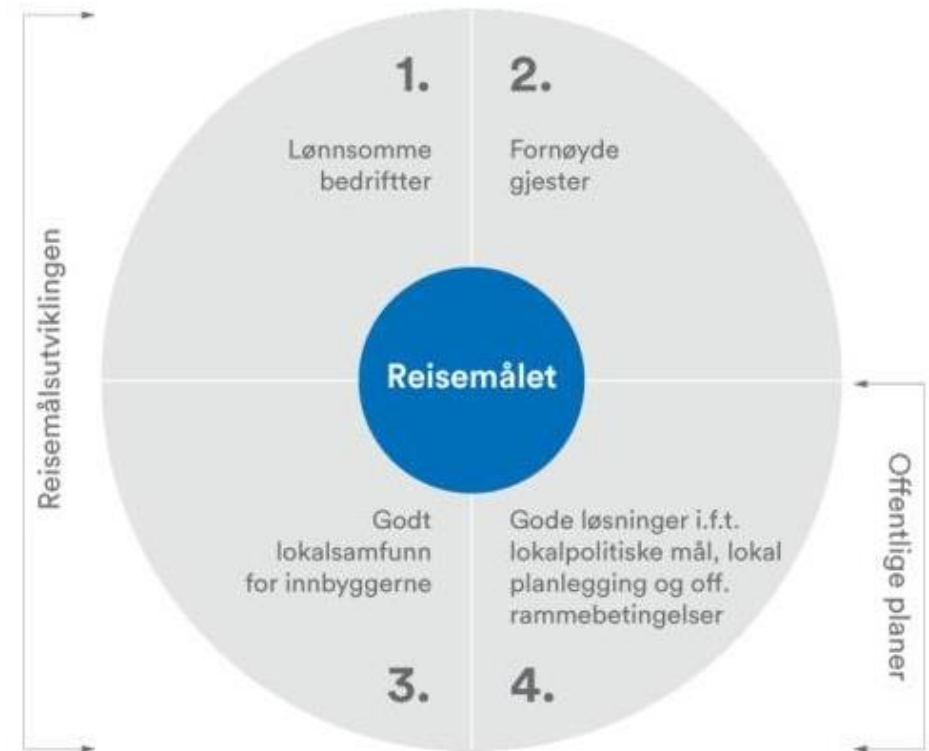 1.
Lønnsomme
bedriftter
2.
Fornøyde
gjester
Reisemålsutviklingen
Reisemålet
Godt
lokalsamfunn
for innbyggerne
3.
Gode løsninger i.f.t.
lokalpolitiske mål, lokal
planlegging og off.
rammebetingelser
4.
Offentlige planer